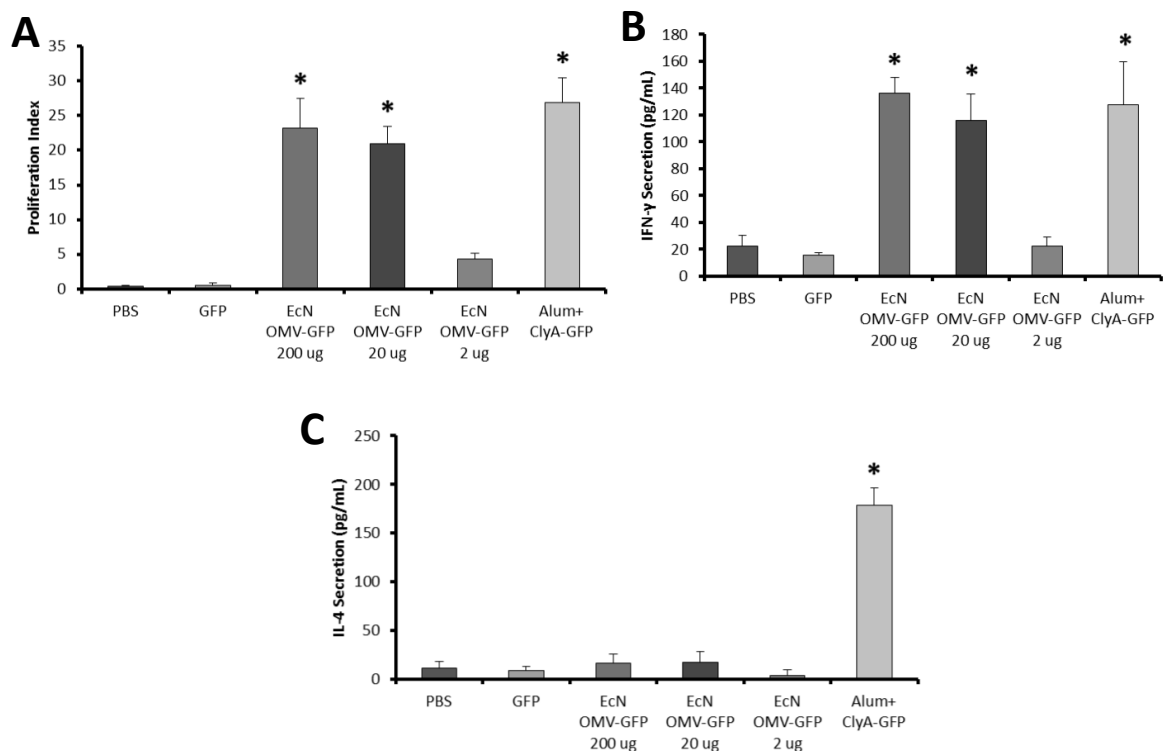 A
35
30
25
20
15
10
5
0
Proliferation Index
*
*
*
PBS
GFP
EcN
OMV-GFP
200 ug
EcN
OMV-GFP
20 ug
EcN
OMV-GFP
2 ug
Alum+
ClyA-GFP
B
180
160
140
120
100
80
60
40
20
0
IFN-γ Secretion (pg/mL)
*
*
*
PBS
GFP
EcN
OMV-GFP
200 ug
EcN
OMV-GFP
20 ug
EcN
OMV-GFP
2 ug
Alum+
ClyA-GFP
C
250
200
150
100
50
0
IL-4 Secretion (pg/mL)
*
PBS
GFP
EcN
OMV-GFP
200 ug
EcN
OMV-GFP
20 ug
EcN
OMV-GFP
2 ug
Alum+
ClyA-GFP